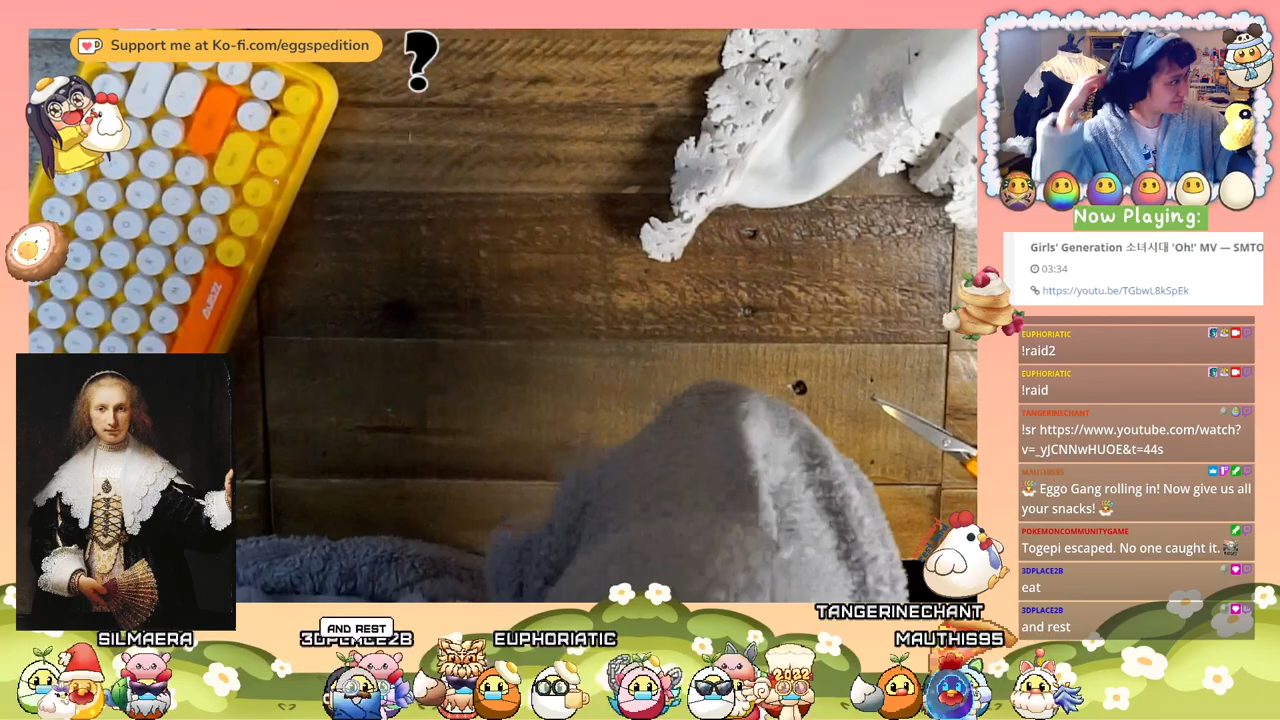 Support me at Ko-fi.com/eggspedition
?
Now Playing:
Girls' Generation 소녀시대 'Oh!' MV — SMTO
03:34
https://youtu.be/TGbwL8kSpEk
EUPHORIATIC
!raid2
EUPHORIATIC
!raid
TANGERINECHANT
!sr https://www.youtube.com/watch?
v=_yJCNNwHUOE&t=44s
MAUTHIS95
Eggo Gang rolling in! Now give us all
your snacks!
POKEMONCOMMUNITYGAME
Togepi escaped. No one caught it.
3DPLACE2B
eat
3DPLACE2B
and rest
TANGERINECHANT
SILMAERA
AND REST
3DPLACE2B
EUPHORIATIC
MAUTHIS95
2022